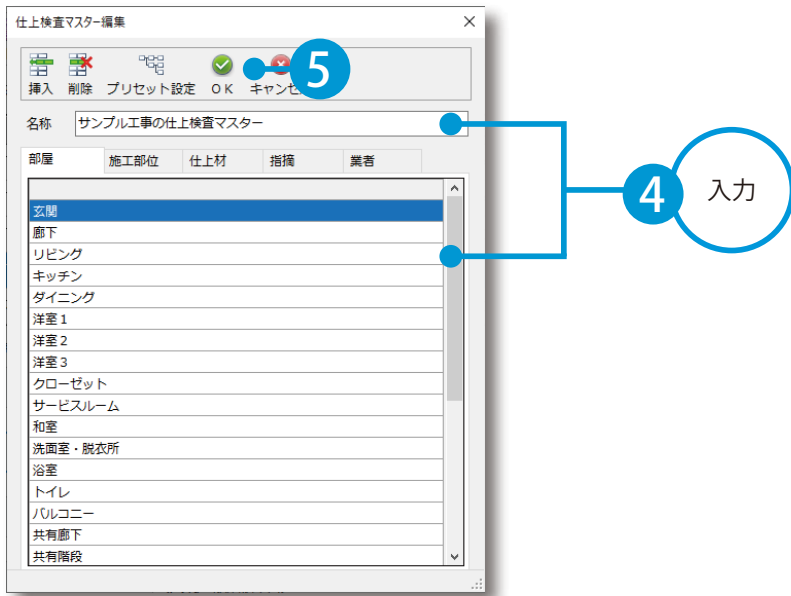 仕上検査マスター編集
挿入 削除 プリセット設定 OK キャンセ
5
名称 サンプル工事の仕上検査マスター
部屋 施工部位 仕上材 指摘 業者
4 入力
玄関
廊下
リビング
キッチン
ダイニング
洋室1
洋室2
洋室3
クローゼット
サービスルーム
和室
洗面室・脱衣所
浴室
トイレ
バルコニー
共有廊下
共有階段